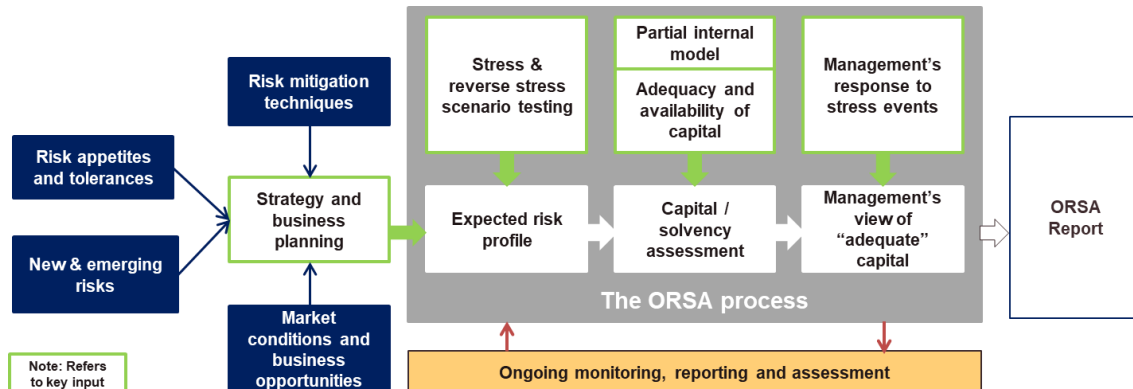 Risk mitigation
techniques
Risk appetites
and tolerances
New & emerging
risks
Strategy and
business
planning
Market
conditions and
business
opportunities
Note: Refers
to key input
Stress &
reverse stress
scenario testing
Partial internal
model
Adequacy and
availability of
capital
Management's
response to
stress events
Expected risk
profile
Capital /
solvency
assessment
Management's
view of
“adequate”
capital
The ORSA process
Ongoing monitoring, reporting and assessment
ORSA
Report